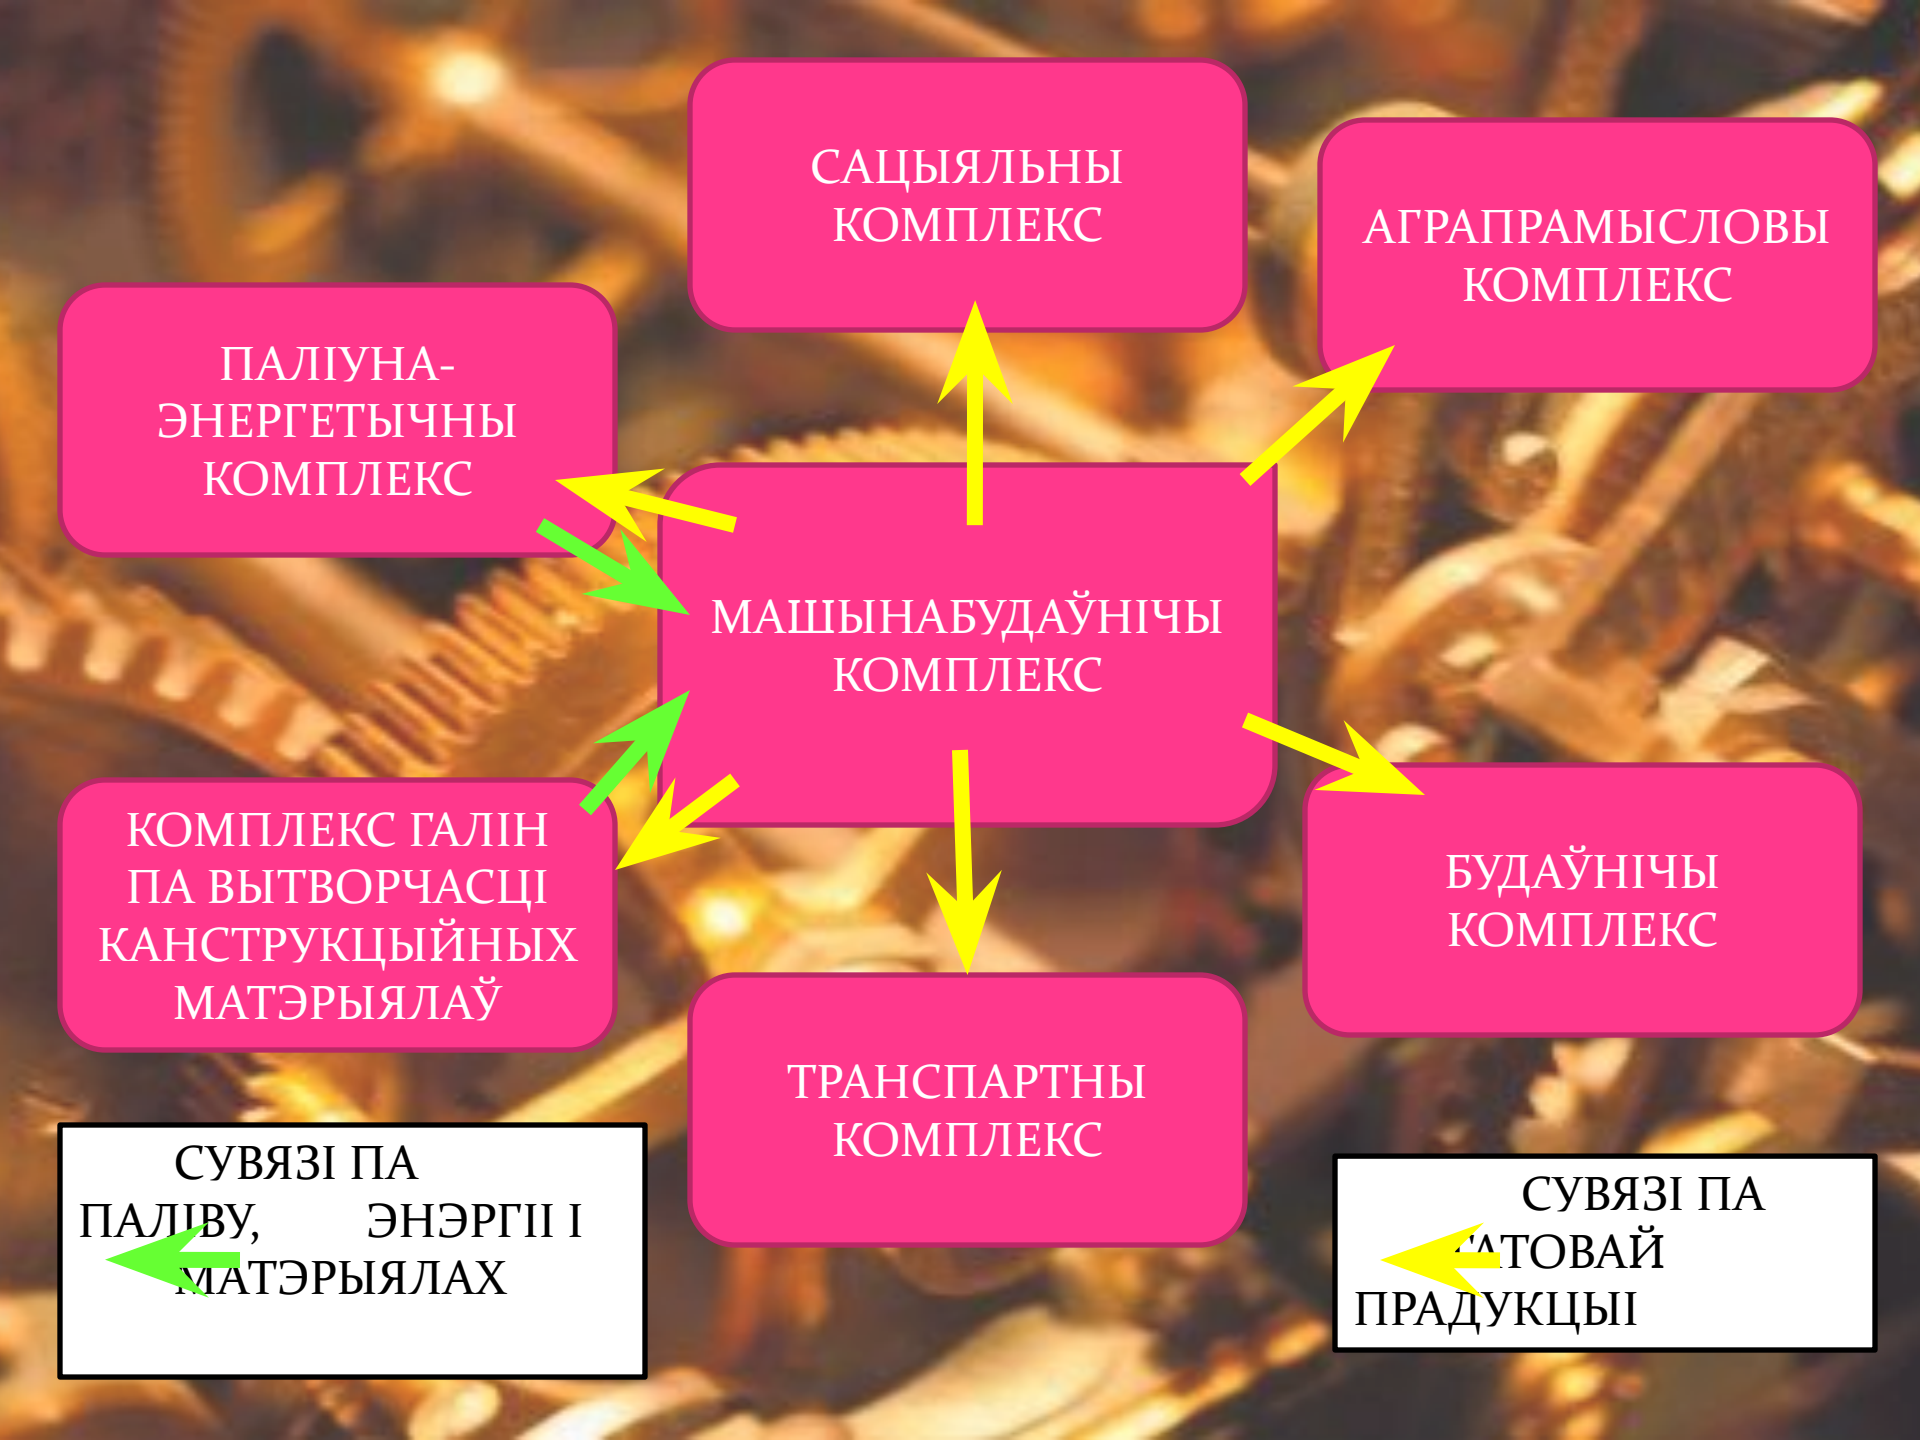 САЦЫЯЛЬНЫ
КОМПЛЕКС
АГРАПРАМЫСЛОВЫ
КОМПЛЕКС
ПАЛІУНА-
ЭНЕРГЕТЫЧНЫ
КОМПЛЕКС
МАШЫНАБУДАЎНІЧЫ
КОМПЛЕКС
КОМПЛЕКС ГАЛІН
ПА ВЫТВОРЧАСЦІ
КАНСТРУКЦЫЙНЫХ
МАТЭРЫЯЛАЎ
БУДАЎНІЧЫ
КОМПЛЕКС
ТРАНСПАРТНЫ
КОМПЛЕКС
СУВЯЗІ ПА
ПАЛІВУ, ЭНЭРГІІ І
МАТЭРЫЯЛАХ
СУВЯЗІ ПА
ГАТОВАЙ
ПРАДУКЦЫІ